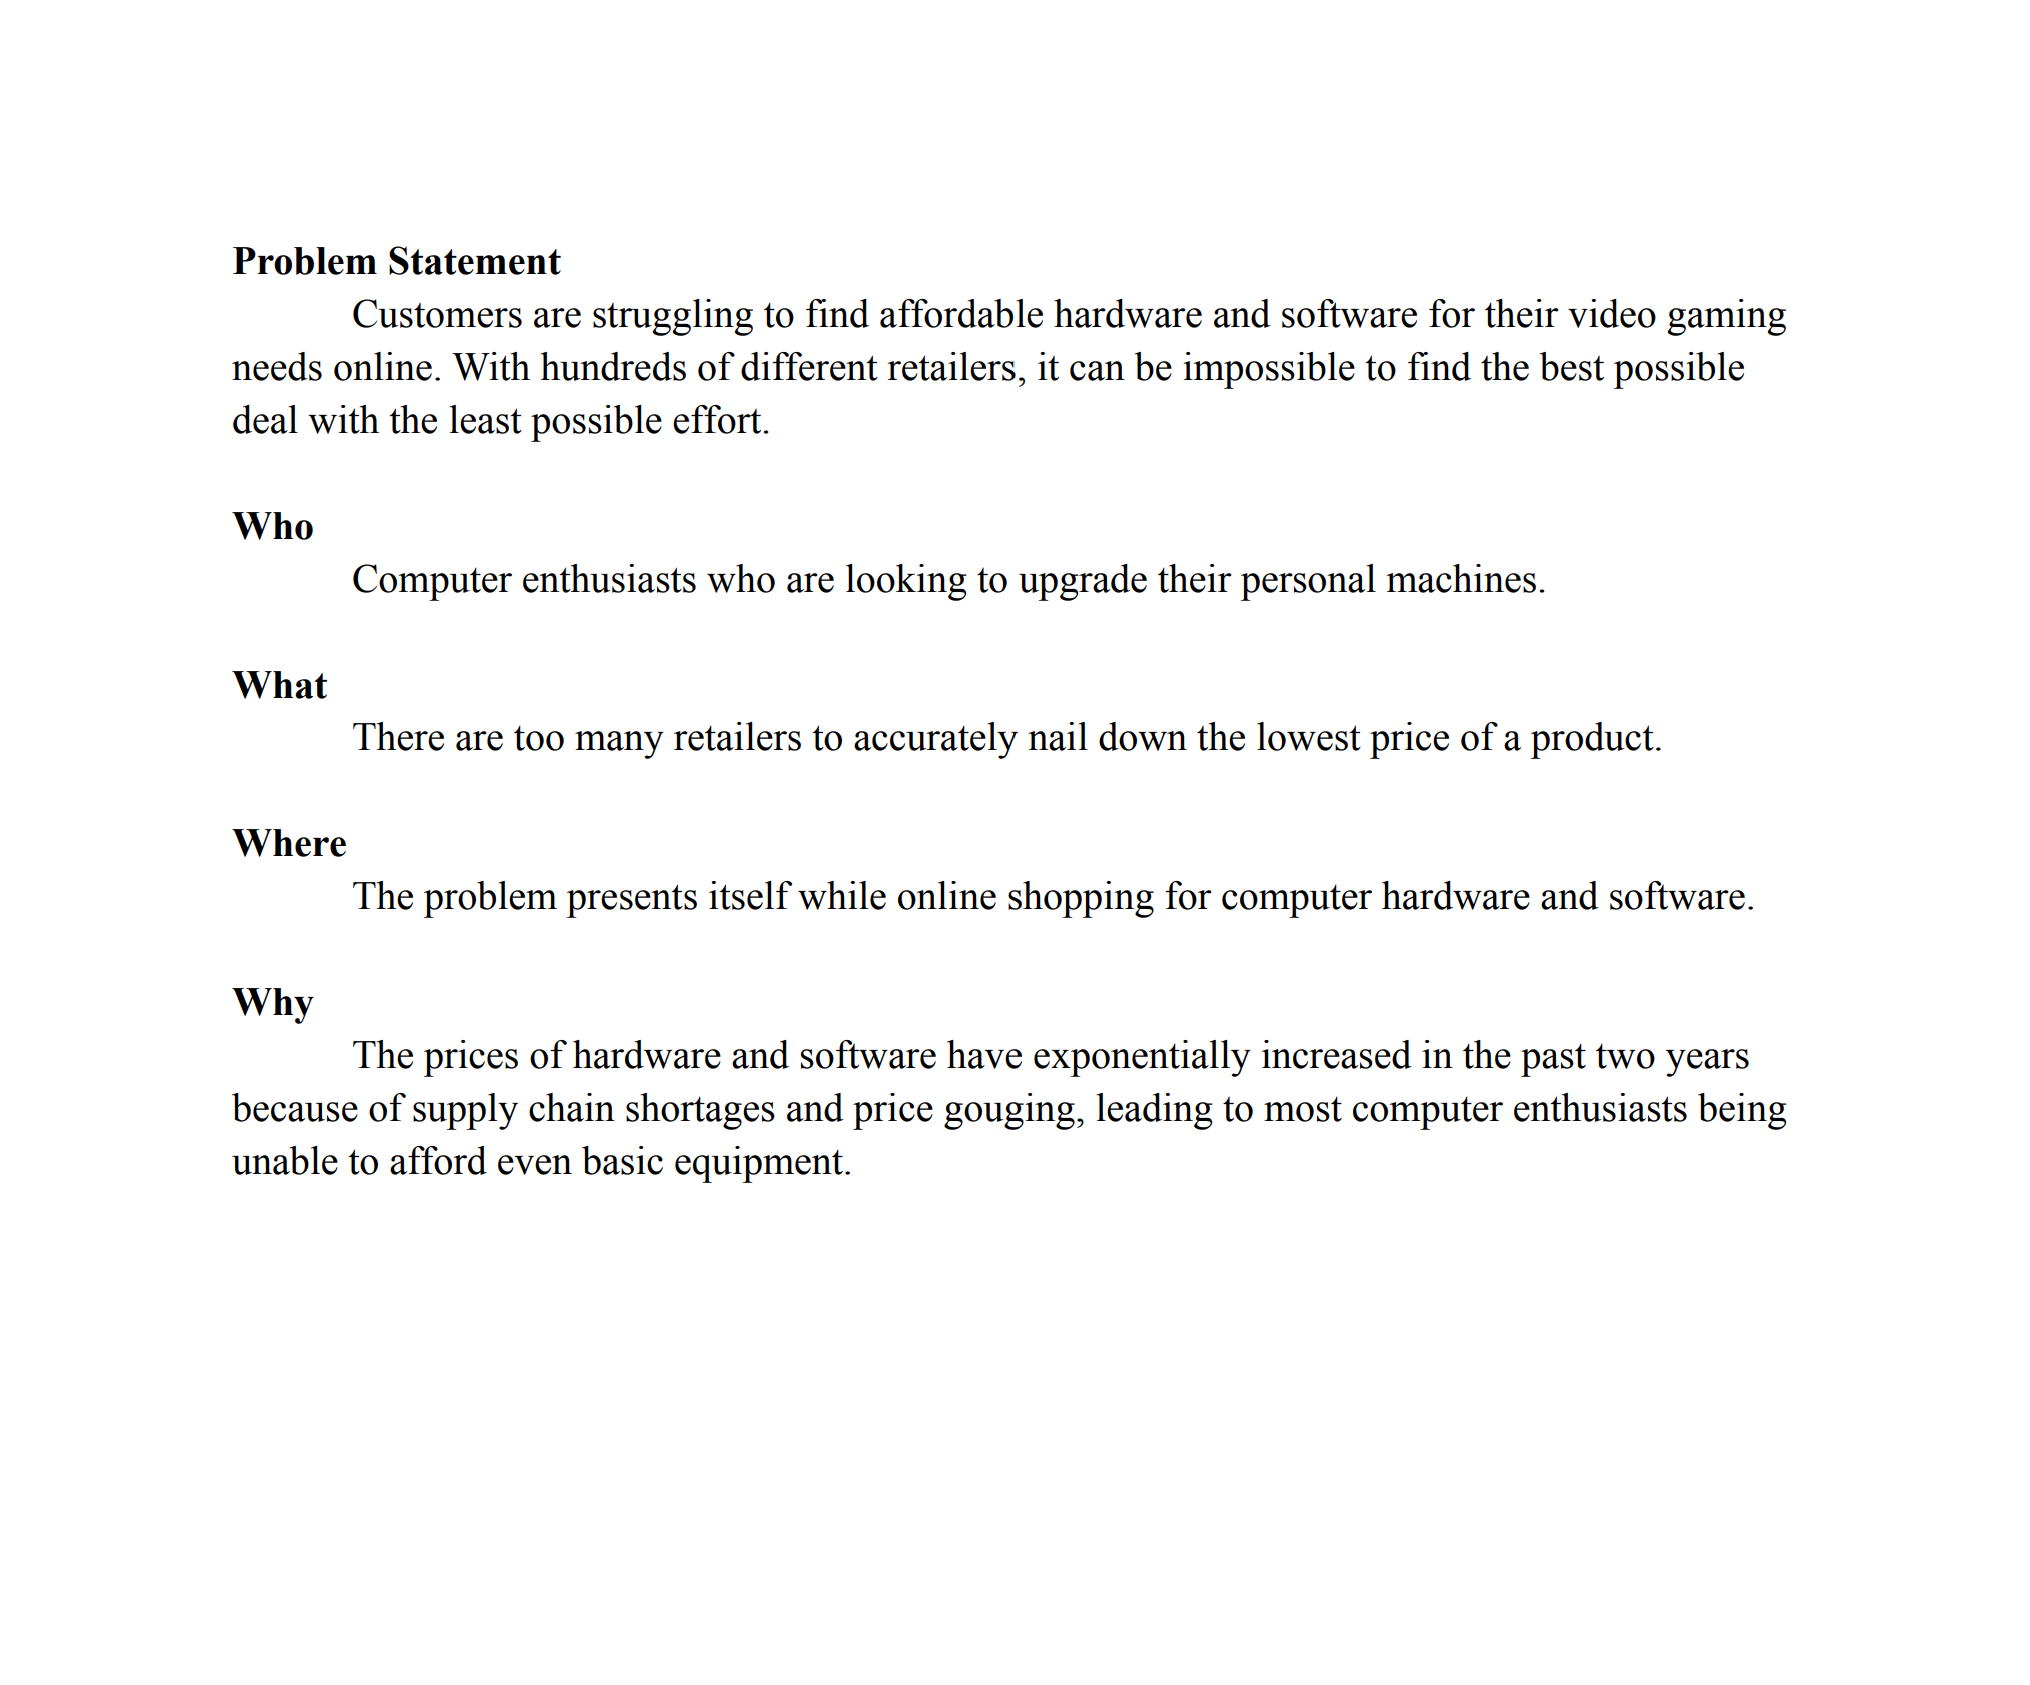 Problem Statement
Customers are struggling to find affordable hardware and software for their video gaming
needs online. With hundreds of different retailers, it can be impossible to find the best possible
deal with the least possible effort.
Who
Computer enthusiasts who are looking to upgrade their personal machines.
What
There are too many retailers to accurately nail down the lowest price of a product.
Where
The problem presents itself while online shopping for computer hardware and software.
Why
The prices of hardware and software have exponentially increased in the past two years
because of supply chain shortages and price gouging, leading to most computer enthusiasts being
unable to afford even basic equipment.